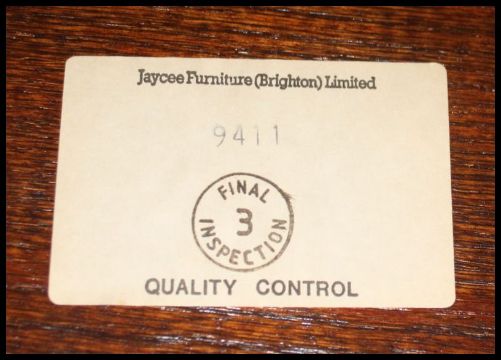 Jaycee Furniture (Brighton) Limited
9411
FINAL
3
INSPECTION
QUALITY CONTROL